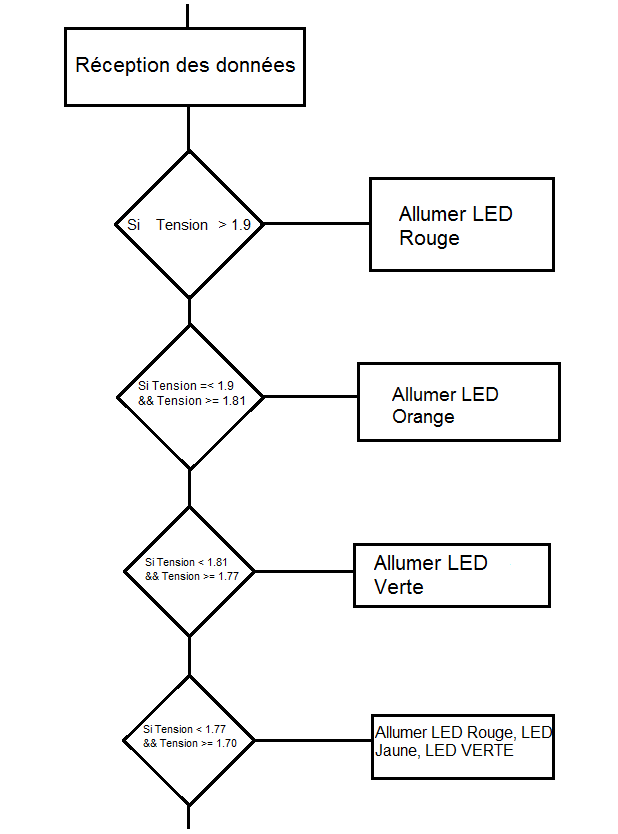 Réception des données
Si Tension > 1.9
Allumer LED
Rouge
Si Tension =< 1.9
&& Tension >= 1.81
Allumer LED
Orange
Si Tension < 1.81
&& Tension >= 1.77
Allumer LED
Verte
Si Tension < 1.77
&& Tension >= 1.70
Allumer LED Rouge, LED
Jaune, LED VERTE